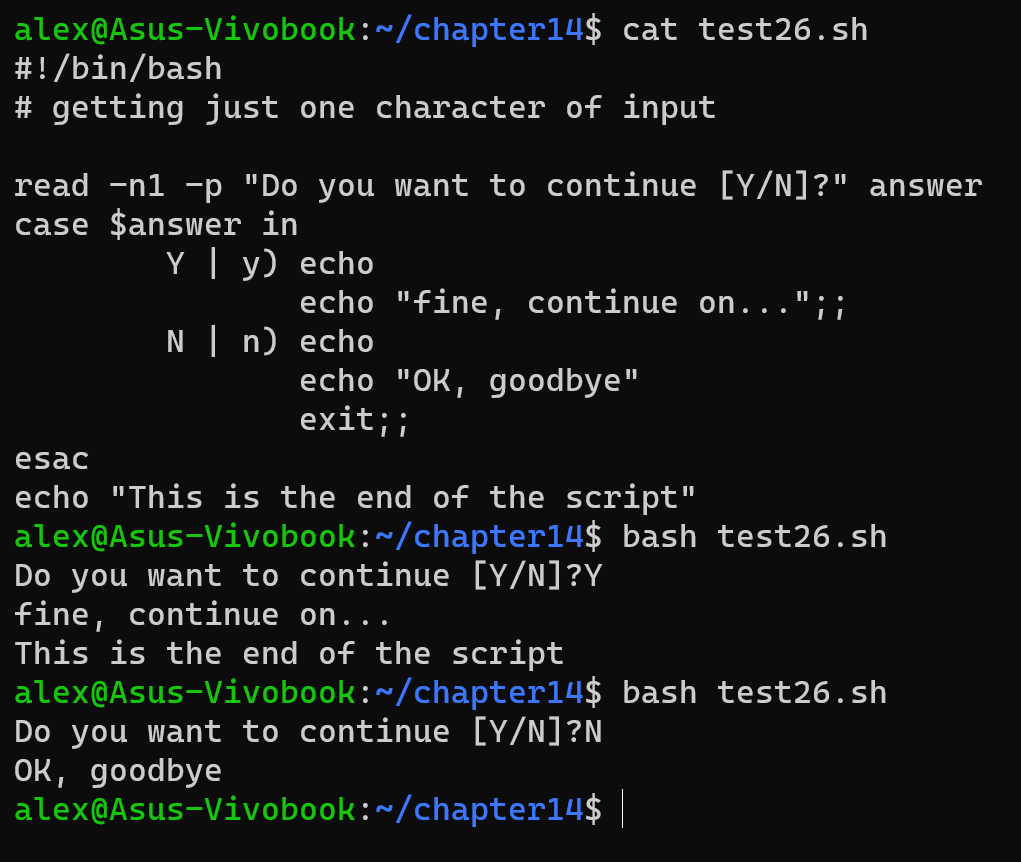 alex@Asus-Vivobook:~/chapter14$ cat test26.sh
#!/bin/bash
# getting just one character of input

read -n1 -p "Do you want to continue [Y/N]?" answer
case $answer in
        Y | y) echo
               echo "fine, continue on...";;
        N | n) echo
               echo "OK, goodbye"
               exit;;
esac
echo "This is the end of the script"
alex@Asus-Vivobook:~/chapter14$ bash test26.sh
Do you want to continue [Y/N]?Y
fine, continue on...
This is the end of the script
alex@Asus-Vivobook:~/chapter14$ bash test26.sh
Do you want to continue [Y/N]?N
OK, goodbye
alex@Asus-Vivobook:~/chapter14$